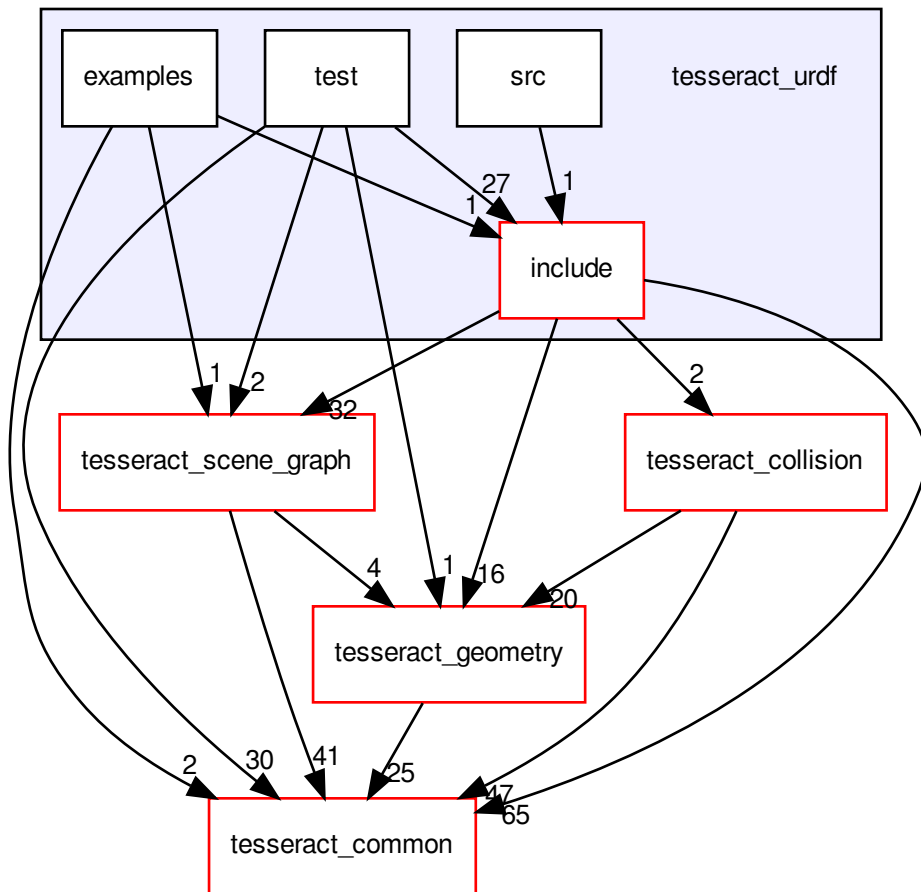 examples
test
src
tesseract_urdf
27
1
1
include
1
2
32
2
tesseract_scene_graph
tesseract_collision
4
1
16
20
tesseract_geometry
2
30
41
25
47
65
tesseract_common